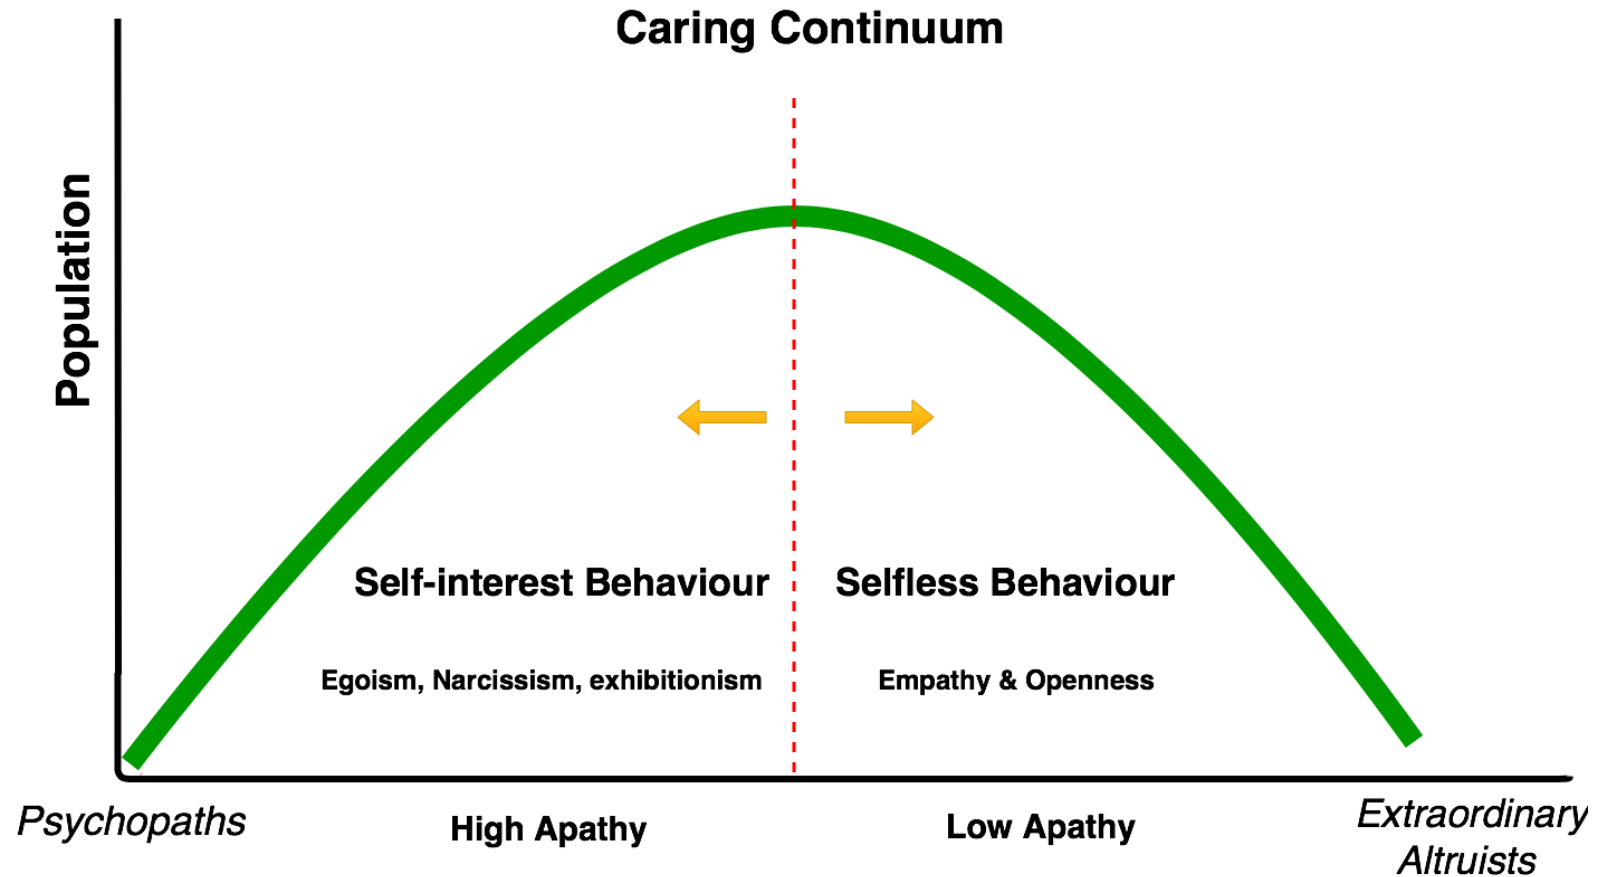 Caring Continuum
Population
Self-interest Behaviour
Selfless Behaviour
Egoism, Narcissism, exhibitionism
Empathy & Openness
Psychopaths
High Apathy
Low Apathy
Extraordinary
Altruists